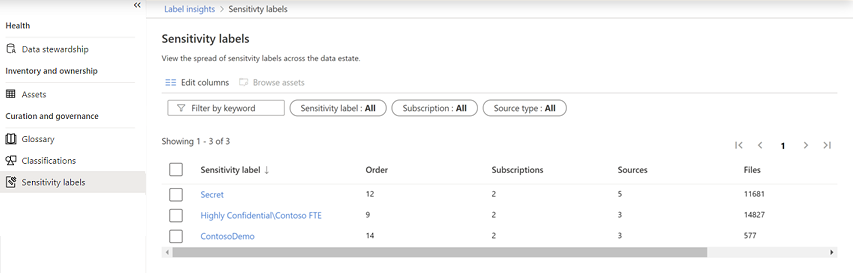 Label insights > Sensitivty labels
Health
Data stewardship
Inventory and ownership
Assets
Curation and governance
Glossary
Classifications
Sensitivity labels
Sensitivty labels
View the spread of sensitvity labels across the data estate.
Edit columns Browse assets
Filter by keyword Sensitivity label : All Subscription : All Source type : All
Showing 1 - 3 of 3 1
Sensitivity label ↓ Order Subscriptions Sources Files
Secret 12 2 5 11681
Highly Confidential\Contoso FTE 9 2 3 14827
ContosoDemo 14 2 3 577